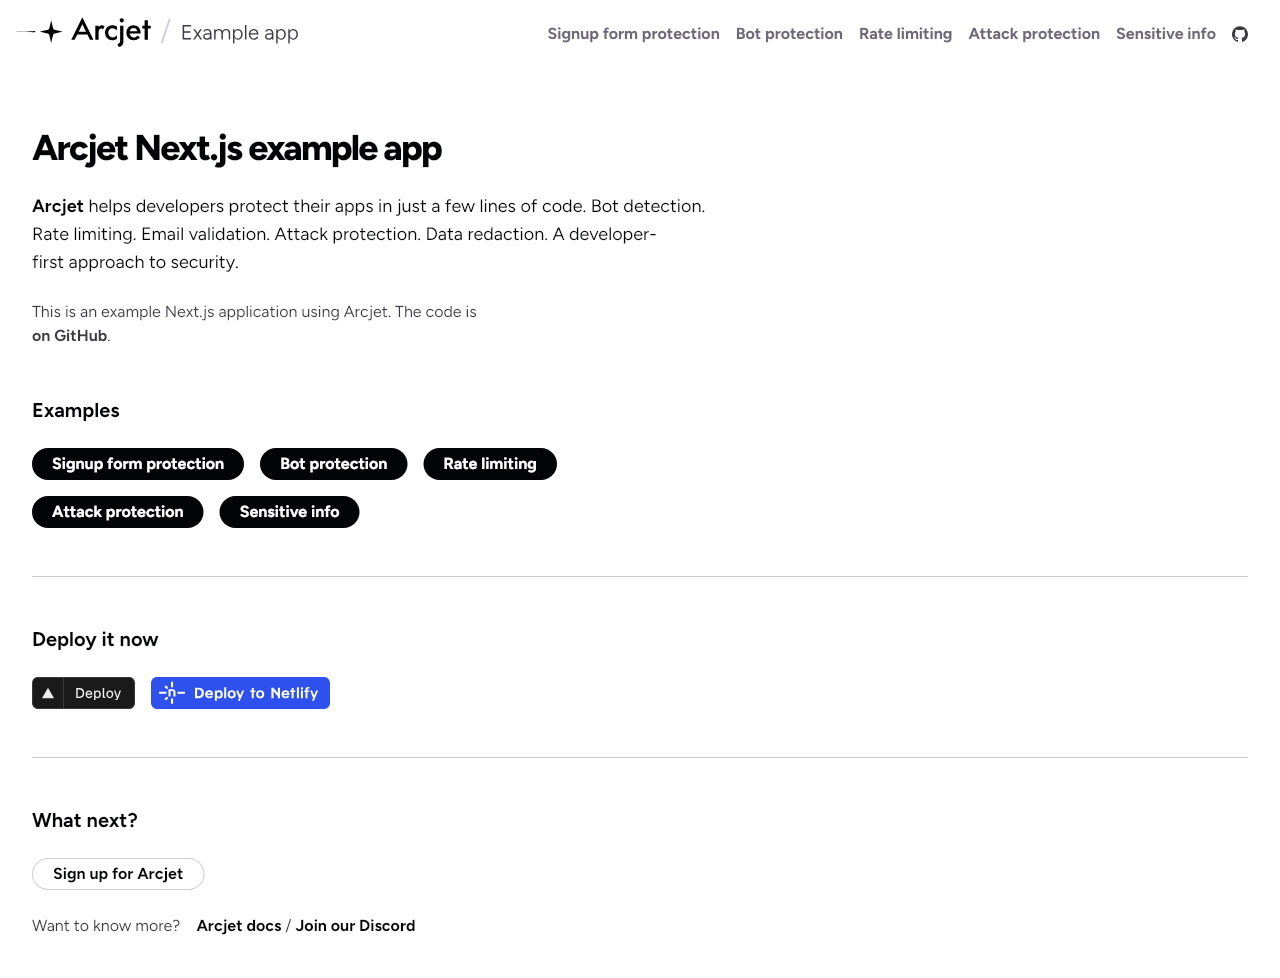 Arcjet / Example app
Signup form protection Bot protection Rate limiting Attack protection Sensitive info
Arcjet Next.js example app
Arcjet helps developers protect their apps in just a few lines of code. Bot detection.
Rate limiting. Email validation. Attack protection. Data redaction. A developer-
first approach to security.
This is an example Next.js application using Arcjet. The code is
on GitHub.
Examples
Signup form protection Bot protection Rate limiting
Attack protection Sensitive info
Deploy it now
Deploy Deploy to Netlify
What next?
Sign up for Arcjet
Want to know more? Arcjet docs / Join our Discord